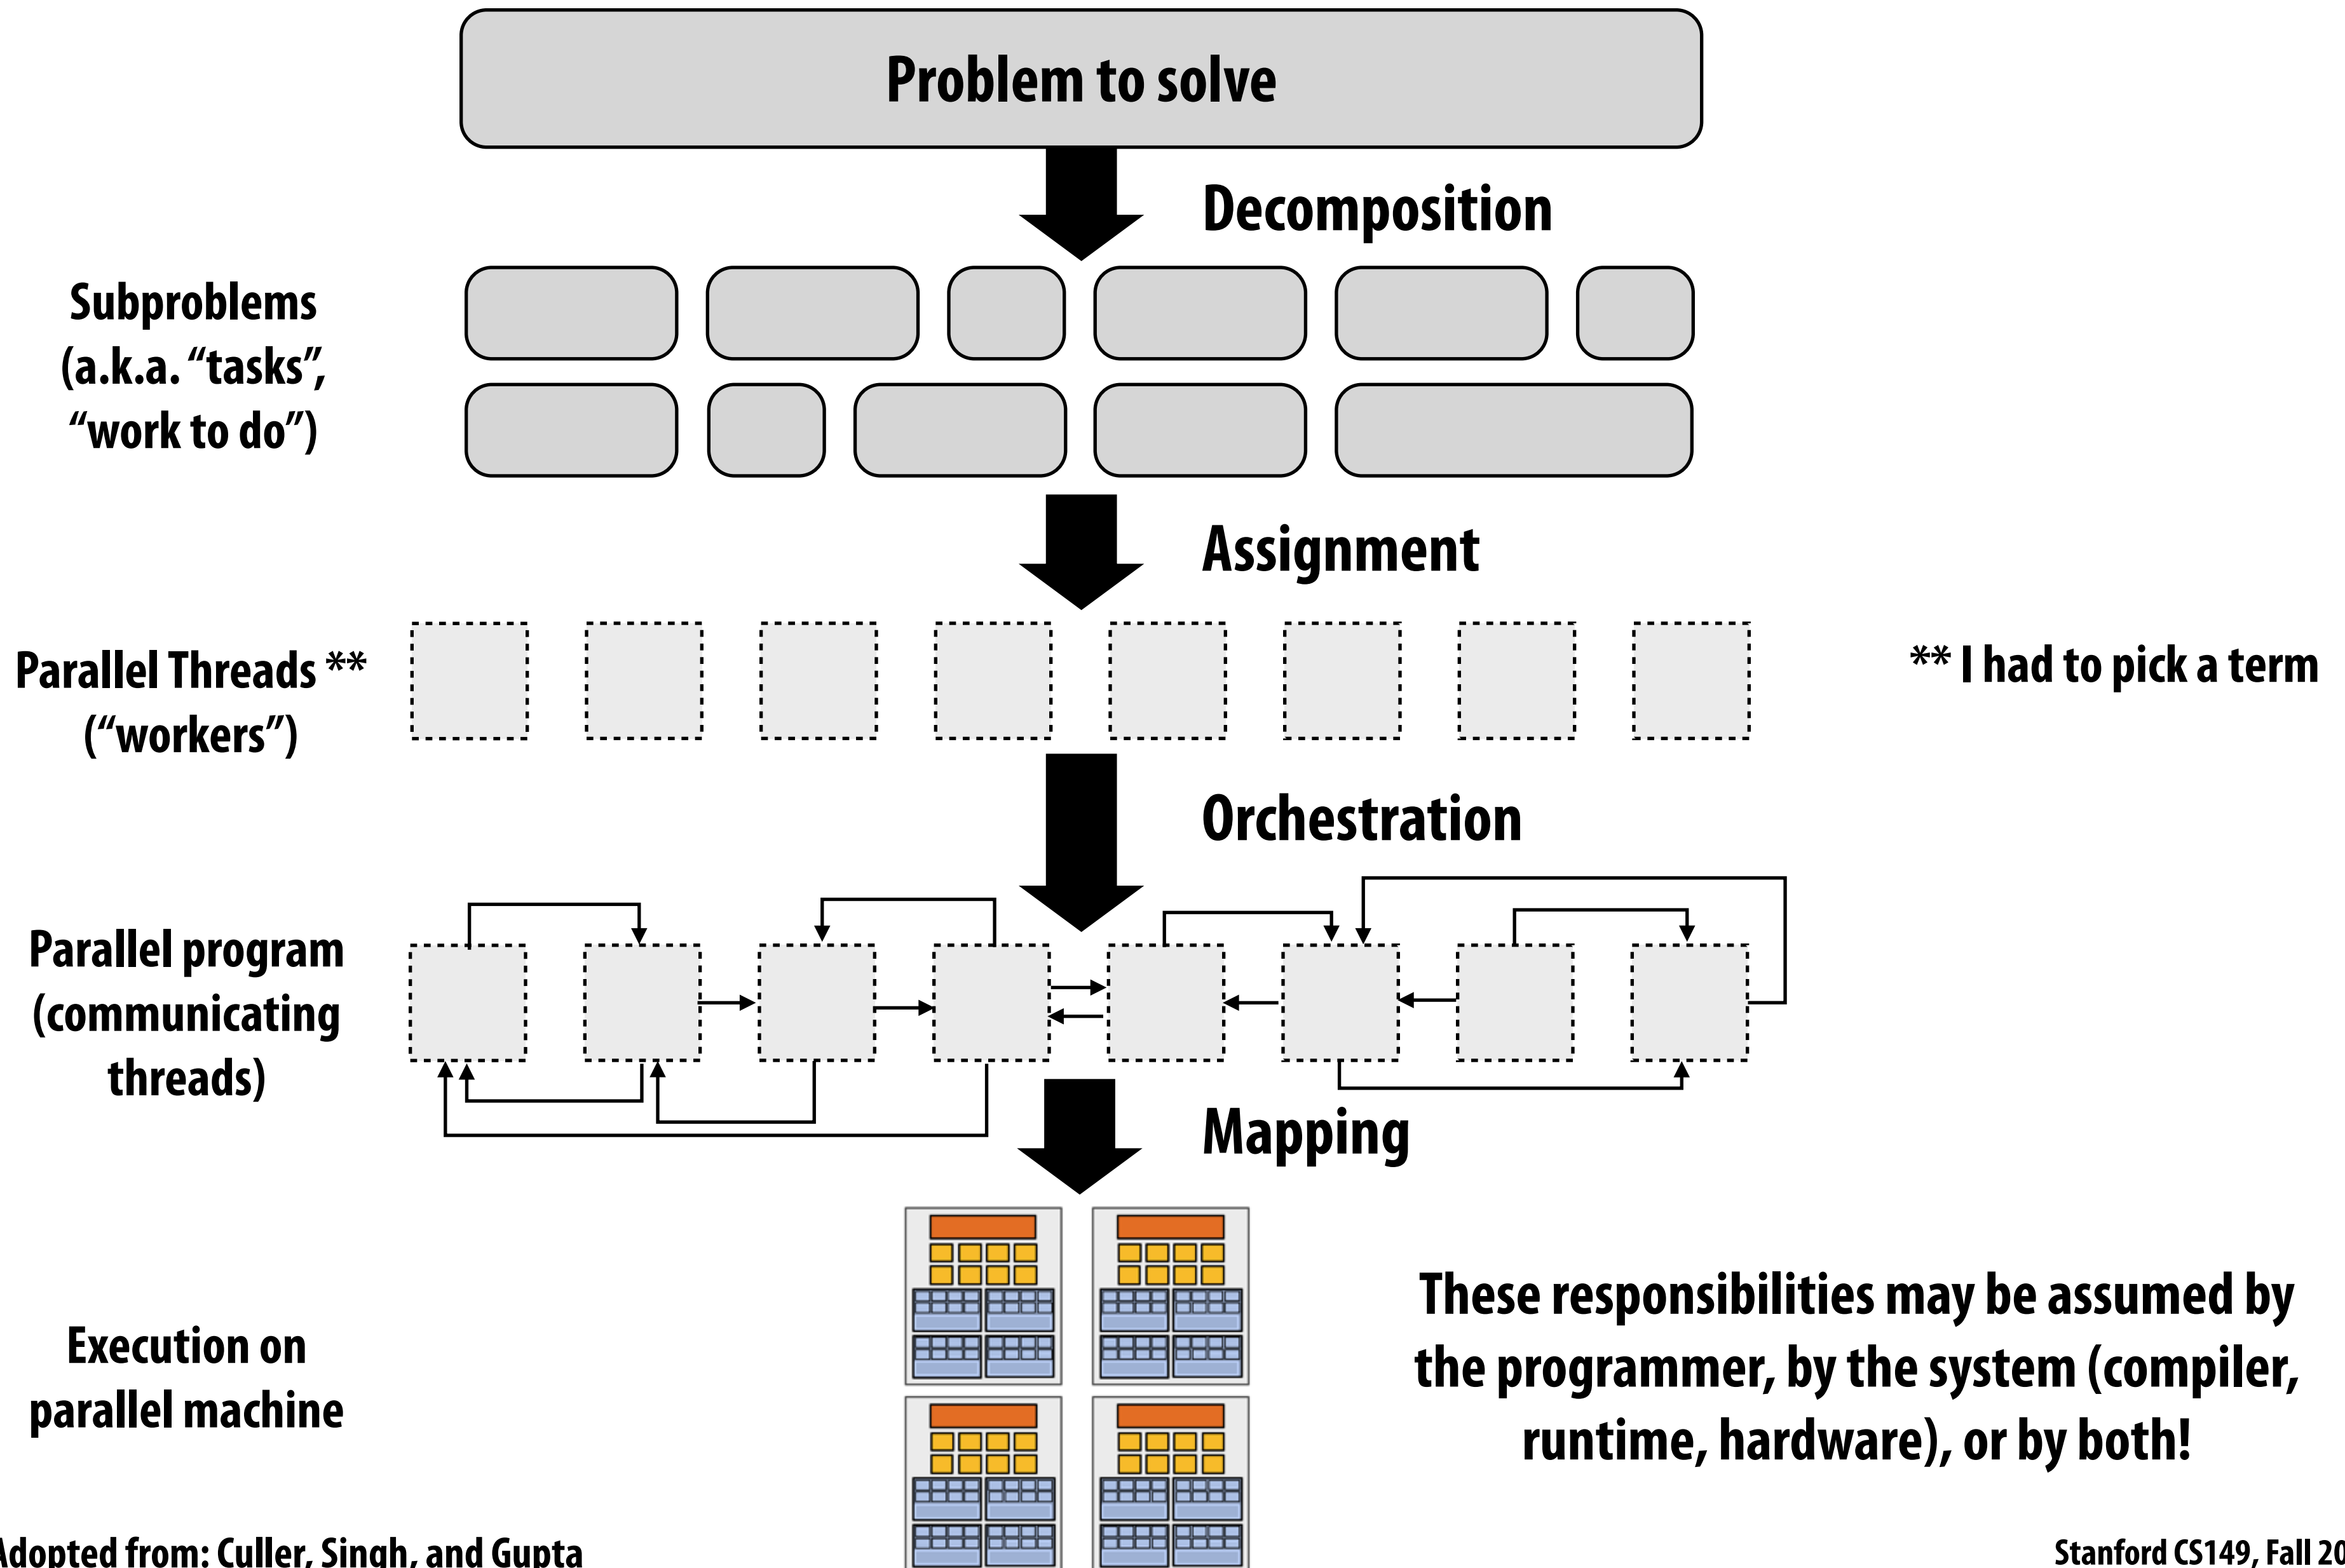 Problem to solve
Decomposition
Subproblems
(a.k.a. “tasks”,
“work to do”)
Assignment
Parallel Threads **
(“workers”)
** I had to pick a term
Orchestration
Parallel program
(communicating
threads)
Mapping
Execution on
parallel machine
These responsibilities may be assumed by
the programmer, by the system (compiler,
runtime, hardware), or by both!
Adopted from: Culler, Singh, and Gupta
Stanford CS149, Fall 20